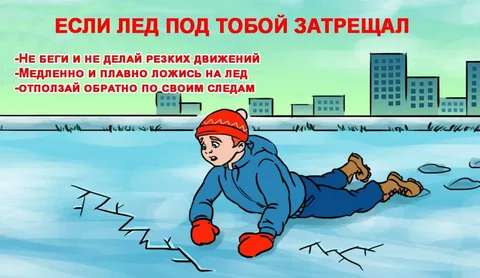 ЕСЛИ ЛЕД ПОД ТОБОЙ ЗАТРЕЩАЛ
-Не беги и не делай резких движений
-Медленно и плавно ложись на лед
-отползай обратно по своим следам